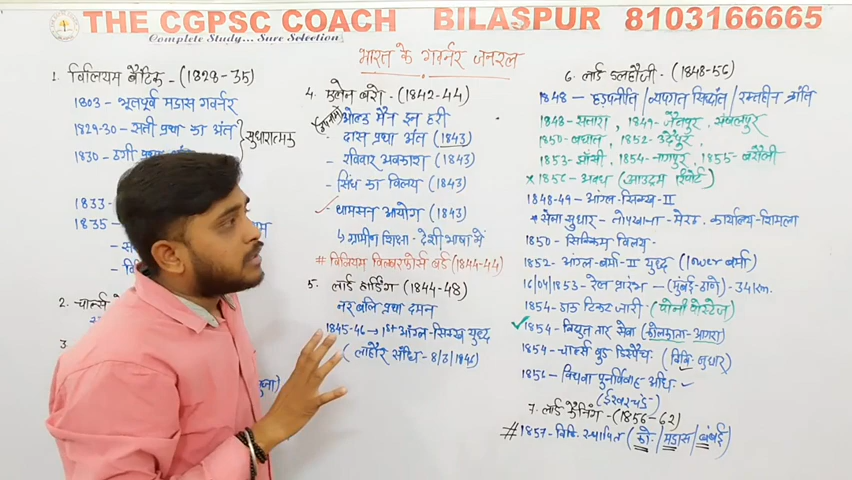 THE CGPSC COACH BILASPUR 8103166665
Complete Study... Sure Selection
भारत के गवर्नर जनरल
1. विलियम बैंटिक - (1828-35)
1803 - भूतपूर्व मद्रास गवर्नर
1829-30 - सती प्रथा का अंत
सुधारात्मक
1830 - ठगी प्रथा
1833 -
1835 -
2. चार्ल्स
3.
4. एलेन बरो - (1842-44)
ओल्ड मैन इन हरी
- दास प्रथा अंत (1843)
- रविवार अवकाश (1843)
- सिंध का विलय (1843)
थामसन आयोग (1843)
↳ ग्रामीण शिक्षा - देशी भाषा में
# विलियम विल्बरफोर्स बर्ड (1844-44)
5. लार्ड हार्डिंग (1844-48)
नर बलि प्रथा दमन
1845-46 → 1st आंग्ल-सिक्ख युद्ध
(लाहौर संधि - 8/3/1846)
6. लार्ड डलहौजी - (1848-56)
1848 - हड़पनीति / व्यपगत सिद्धांत / रक्तहीन क्रांति
1848 - सतारा, 1849 - जैतपुर, संबलपुर
1850 - बघात, 1852 - उदेपुर
1853 - झाँसी, 1854 - नागपुर, 1855 -
* 1856 - अवध (आउट्रम रिपोर्ट)
1848-49 - आंग्ल-सिक्ख - II
* सेना सुधार - तोपखाना - मेरठ, कार्यालय - शिमला
1850 - सिक्किम विलय -
1852 - आंग्ल-बर्मा - II युद्ध (lower बर्मा)
16/04/1853 - रेल प्रारंभ - (मुंबई-ठाणे) - 34km.
1854 - डाक टिकट जारी - (पोनी पोस्टेज)
1854 - विद्युत तार सेवा (कोलकाता - आगरा)
1854 - चार्ल्स वुड डिस्पैच (सुधार)
1856 - विधवा पुनर्विवाह अधि.
(ईश्वरचंद्र)
7. लार्ड कैनिंग - (1856-62)
# 1857 - विवि. स्थापित (को. / मद्रास / बंबई)